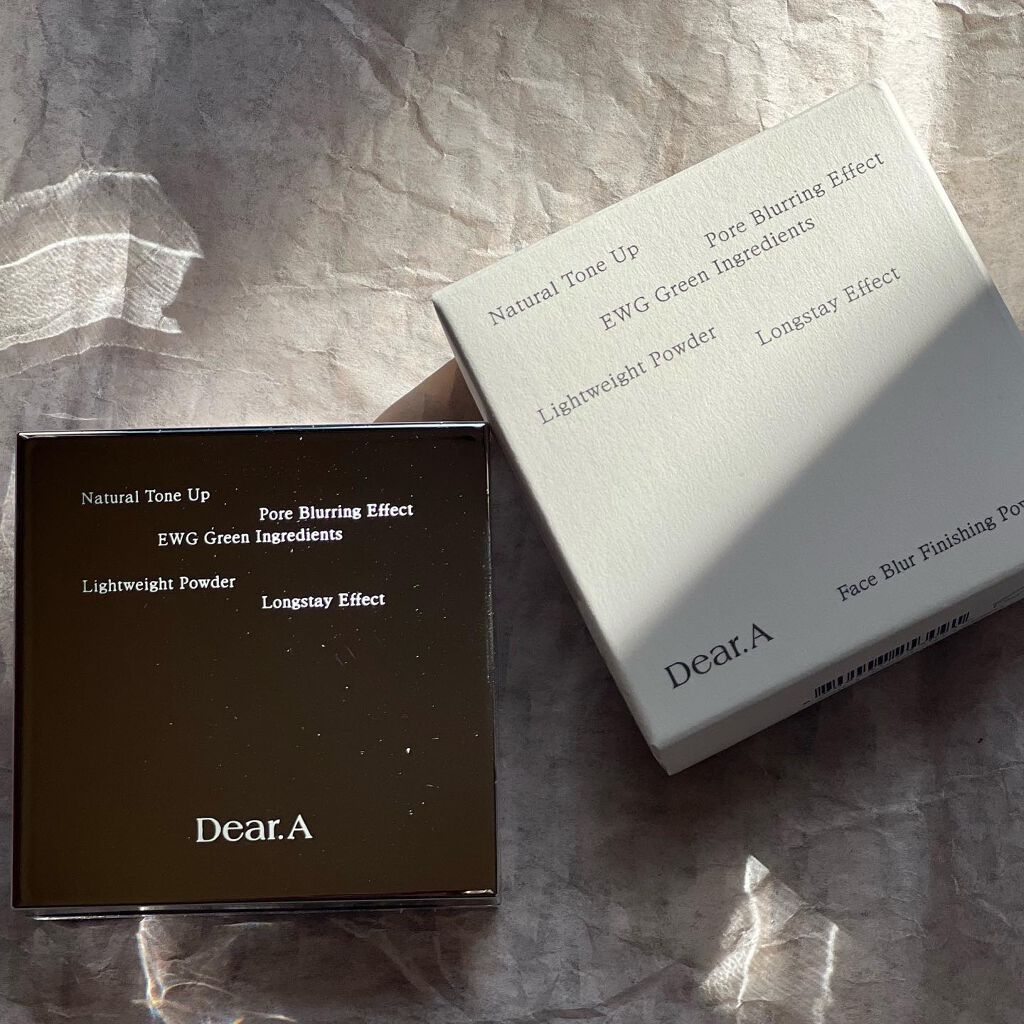 Natural Tone Up
Pore Blurring Effect
EWG Green Ingredients
Lightweight Powder
Longstay Effect
Dear.A
Natural Tone Up
Pore Blurring Effect
EWG Green Ingredients
Lightweight Powder
Longstay Effect
Face Blur Finishing
Dear.A